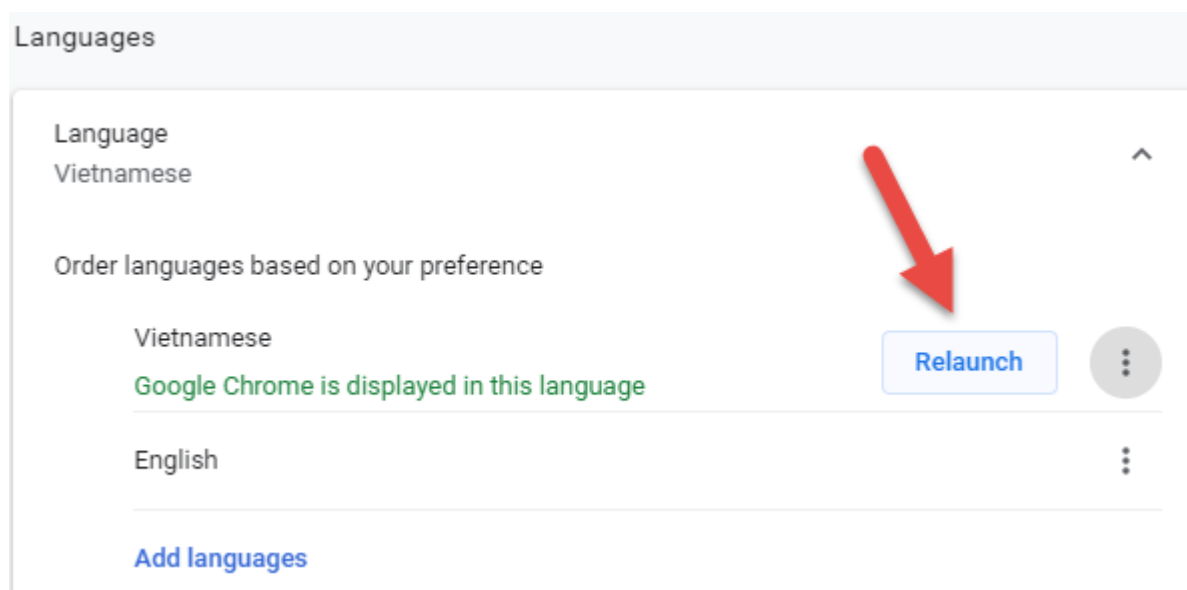 Languages
Language
Vietnamese
Order languages based on your preference
Vietnamese
Relaunch
Google Chrome is displayed in this language
English
Add languages